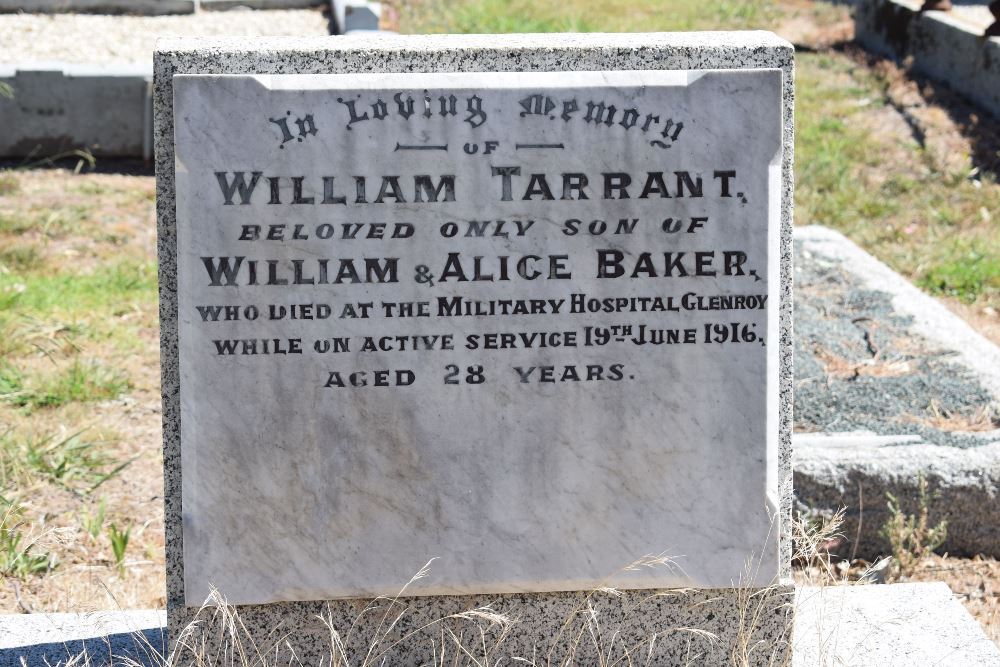 In Loving Memory
OF
WILLIAM TARRANT.
BELOVED ONLY SON OF
WILLIAM & ALICE BAKER,
WHO DIED AT THE MILITARY HOSPITAL GLENROY
WHILE ON ACTIVE SERVICE 19TH JUNE 1916,
AGED 28 YEARS.